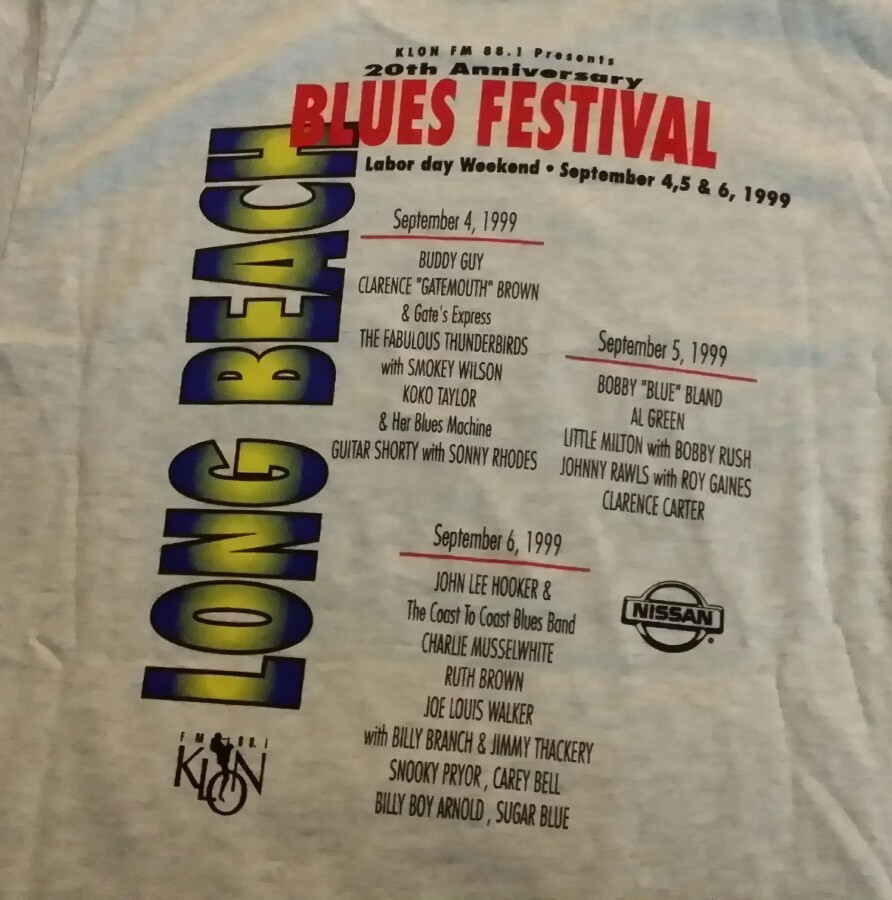 KLON FM 88.1 Presents
20th Anniversary
BLUES FESTIVAL
Labor day Weekend • September 4,5 & 6, 1999
LONG BEACH
September 4, 1999
BUDDY GUY
CLARENCE "GATEMOUTH" BROWN
& Gate's Express
THE FABULOUS THUNDERBIRDS
with SMOKEY WILSON
KOKO TAYLOR
& Her Blues Machine
GUITAR SHORTY with SONNY RHODES
September 5, 1999
BOBBY "BLUE" BLAND
AL GREEN
LITTLE MILTON with BOBBY RUSH
JOHNNY RAWLS with ROY GAINES
CLARENCE CARTER
September 6, 1999
JOHN LEE HOOKER &
The Coast To Coast Blues Band
CHARLIE MUSSELWHITE
RUTH BROWN
JOE LOUIS WALKER
with BILLY BRANCH & JIMMY THACKERY
SNOOKY PRYOR , CAREY BELL
BILLY BOY ARNOLD , SUGAR BLUE
NISSAN
FM 88.1
KLON